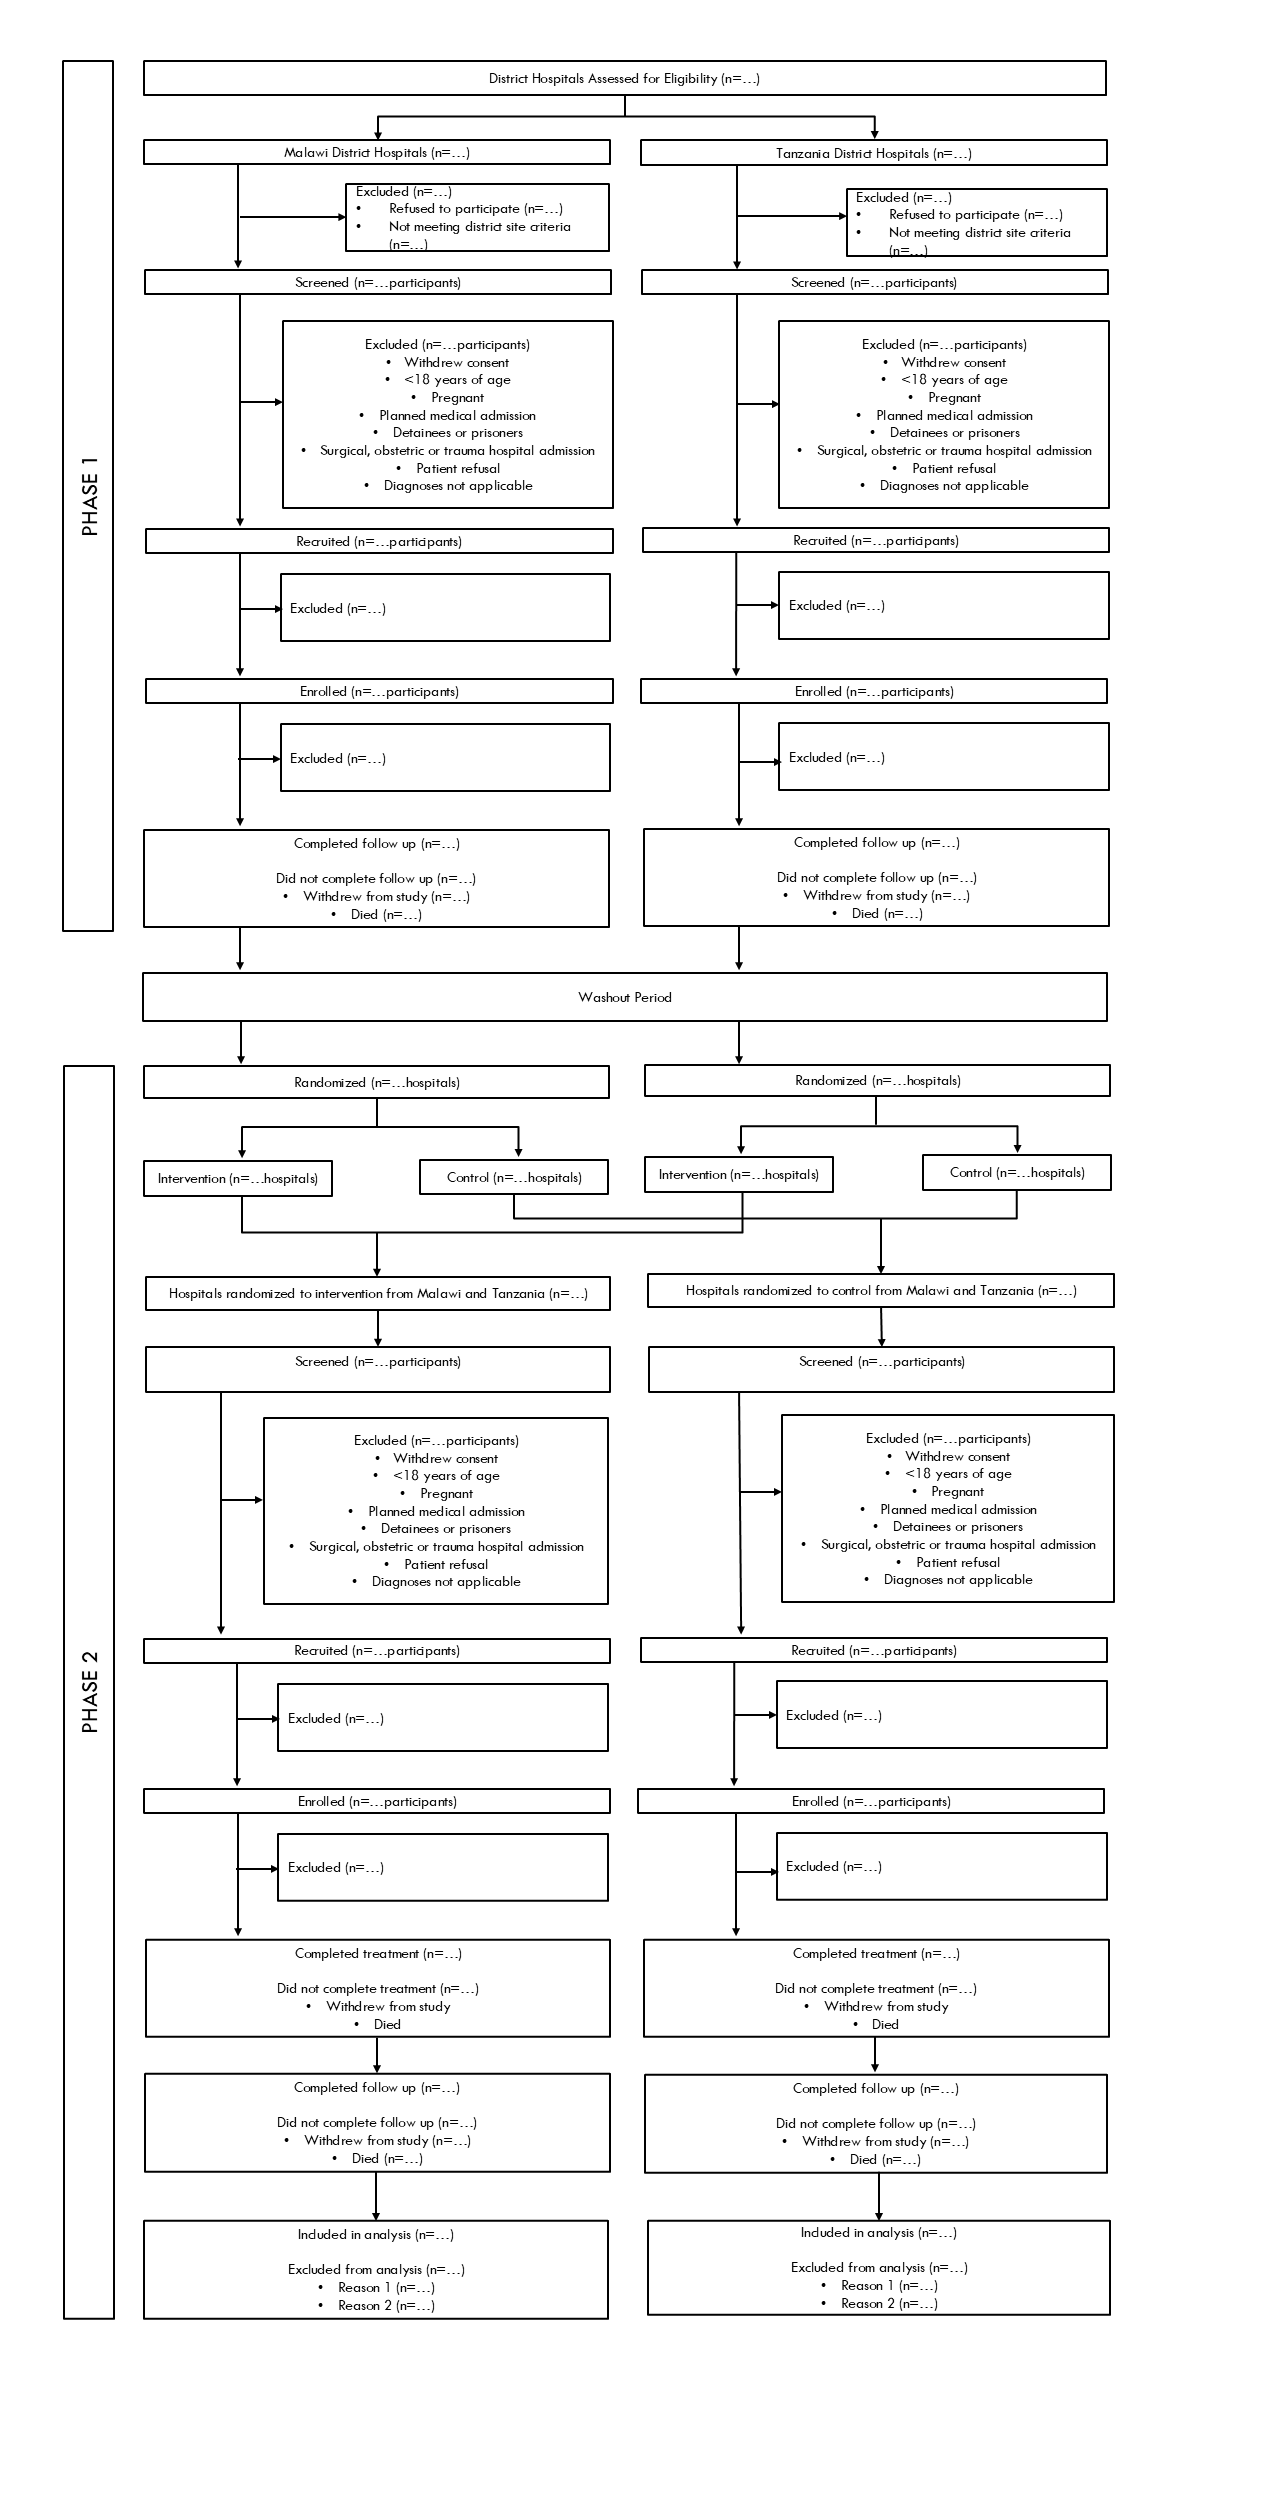 PHASE 1
District Hospitals Assessed for Eligibility (n=…)
Malawi District Hospitals (n=…)
Tanzania District Hospitals (n=…)
Excluded (n=…)
• Refused to participate (n=…)
• Not meeting district site criteria
(n=…)
Excluded (n=…)
• Refused to participate (n=…)
• Not meeting district site criteria
(n=…)
Screened (n=…participants)
Screened (n=…participants)
Excluded (n=…participants)
• Withdrew consent
• <18 years of age
• Pregnant
• Planned medical admission
• Detainees or prisoners
• Surgical, obstetric or trauma hospital admission
• Patient refusal
• Diagnoses not applicable
Excluded (n=…participants)
• Withdrew consent
• <18 years of age
• Pregnant
• Planned medical admission
• Detainees or prisoners
• Surgical, obstetric or trauma hospital admission
• Patient refusal
• Diagnoses not applicable
Recruited (n=…participants)
Recruited (n=…participants)
Excluded (n=…)
Excluded (n=…)
Enrolled (n=…participants)
Enrolled (n=…participants)
Excluded (n=…)
Excluded (n=…)
Completed follow up (n=…)
Did not complete follow up (n=…)
• Withdrew from study (n=…)
• Died (n=…)
Completed follow up (n=…)
Did not complete follow up (n=…)
• Withdrew from study (n=…)
• Died (n=…)
Washout Period
PHASE 2
Randomized (n=…hospitals)
Randomized (n=…hospitals)
Intervention (n=…hospitals)
Control (n=…hospitals)
Intervention (n=…hospitals)
Control (n=…hospitals)
Hospitals randomized to intervention from Malawi and Tanzania (n=…)
Hospitals randomized to control from Malawi and Tanzania (n=…)
Screened (n=…participants)
Screened (n=…participants)
Excluded (n=…participants)
• Withdrew consent
• <18 years of age
• Pregnant
• Planned medical admission
• Detainees or prisoners
• Surgical, obstetric or trauma hospital admission
• Patient refusal
• Diagnoses not applicable
Excluded (n=…participants)
• Withdrew consent
• <18 years of age
• Pregnant
• Planned medical admission
• Detainees or prisoners
• Surgical, obstetric or trauma hospital admission
• Patient refusal
• Diagnoses not applicable
Recruited (n=…participants)
Recruited (n=…participants)
Excluded (n=…)
Excluded (n=…)
Enrolled (n=…participants)
Enrolled (n=…participants)
Excluded (n=…)
Excluded (n=…)
Completed treatment (n=…)
Did not complete treatment (n=…)
• Withdrew from study
• Died
Completed treatment (n=…)
Did not complete treatment (n=…)
• Withdrew from study
• Died
Completed follow up (n=…)
Did not complete follow up (n=…)
• Withdrew from study (n=…)
• Died (n=…)
Completed follow up (n=…)
Did not complete follow up (n=…)
• Withdrew from study (n=…)
• Died (n=…)
Included in analysis (n=…)
Excluded from analysis (n=…)
• Reason 1 (n=…)
• Reason 2 (n=…)
Included in analysis (n=…)
Excluded from analysis (n=…)
• Reason 1 (n=…)
• Reason 2 (n=…)